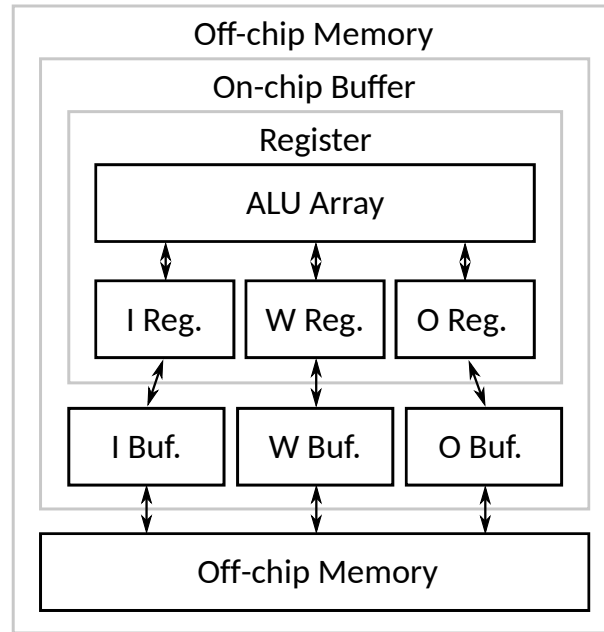 Off-chip Memory
On-chip Buffer
Register
ALU Array
I Reg. W Reg. O Reg.
I Buf. W Buf. O Buf.
Off-chip Memory